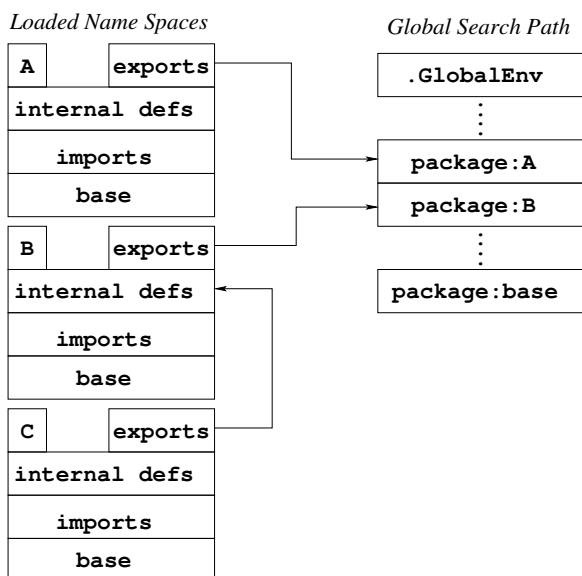 Loaded Name Spaces
A exports
internal defs
imports
base
B exports
internal defs
imports
base
C exports
internal defs
imports
base
Global Search Path
.GlobalEnv
package:A
package:B
package:base